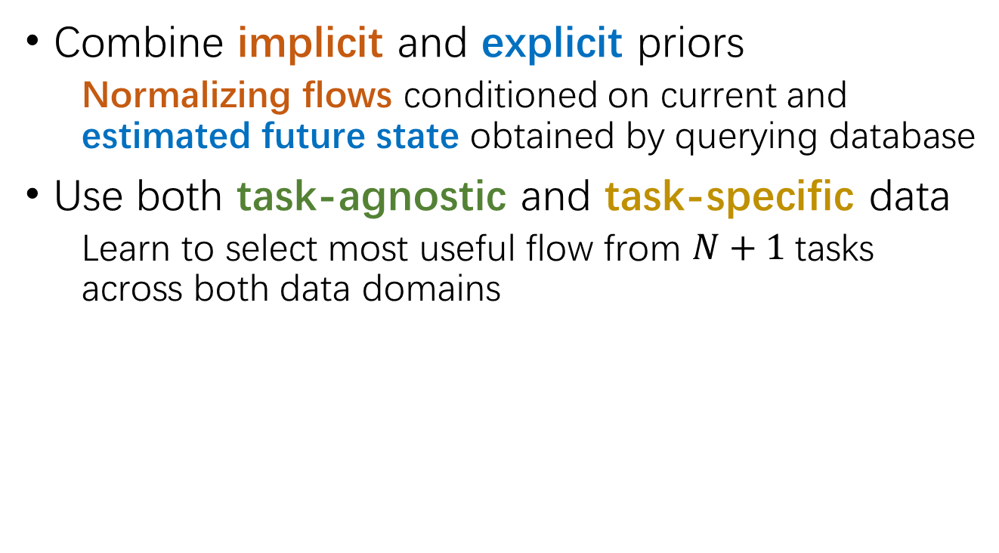 • Combine implicit and explicit priors
Normalizing flows conditioned on current and
estimated future state obtained by querying database
• Use both task-agnostic and task-specific data
Learn to select most useful flow from N + 1 tasks
across both data domains